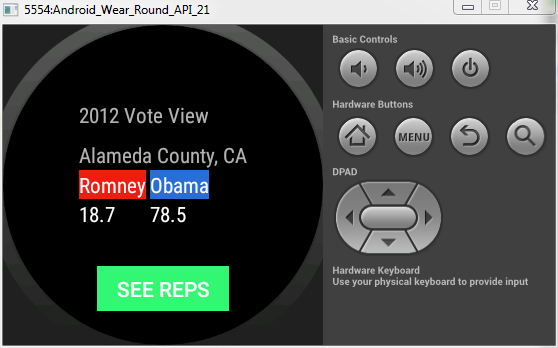 5554:Android_Wear_Round_API_21
2012 Vote View
Alameda County, CA
Romney Obama
18.7 78.5
SEE REPS
Basic Controls
Hardware Buttons
MENU
DPAD
Hardware Keyboard
Use your physical keyboard to provide input